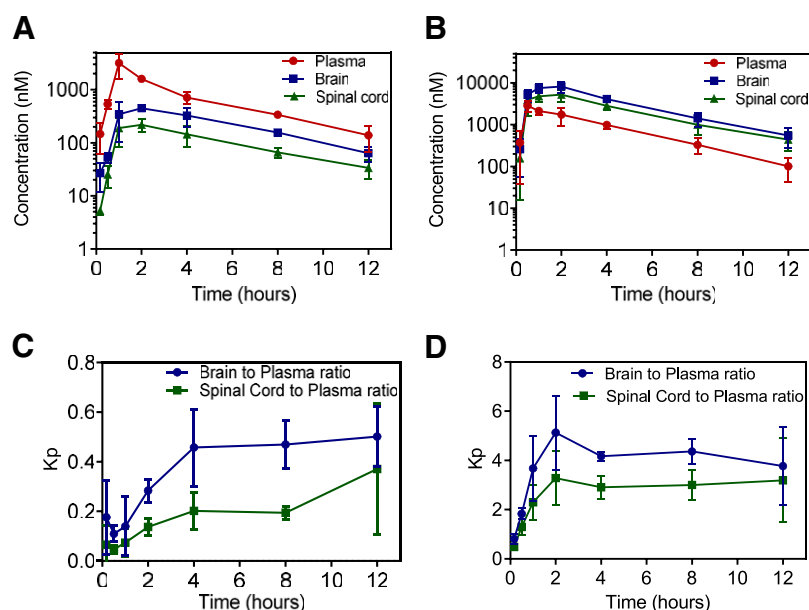 A
Concentration (nM)
1000
100
10
1
Plasma
Brain
Spinal cord
0 2 4 6 8 10 12
Time (hours)
B
Concentration (nM)
10000
1000
100
10
1
Plasma
Brain
Spinal cord
0 2 4 6 8 10 12
Time (hours)
C
Kp
0.8
0.6
0.4
0.2
0.0
Brain to Plasma ratio
Spinal Cord to Plasma ratio
0 2 4 6 8 10 12
Time (hours)
D
Kp
8
6
4
2
0
Brain to Plasma ratio
Spinal Cord to Plasma ratio
0 2 4 6 8 10 12
Time (hours)